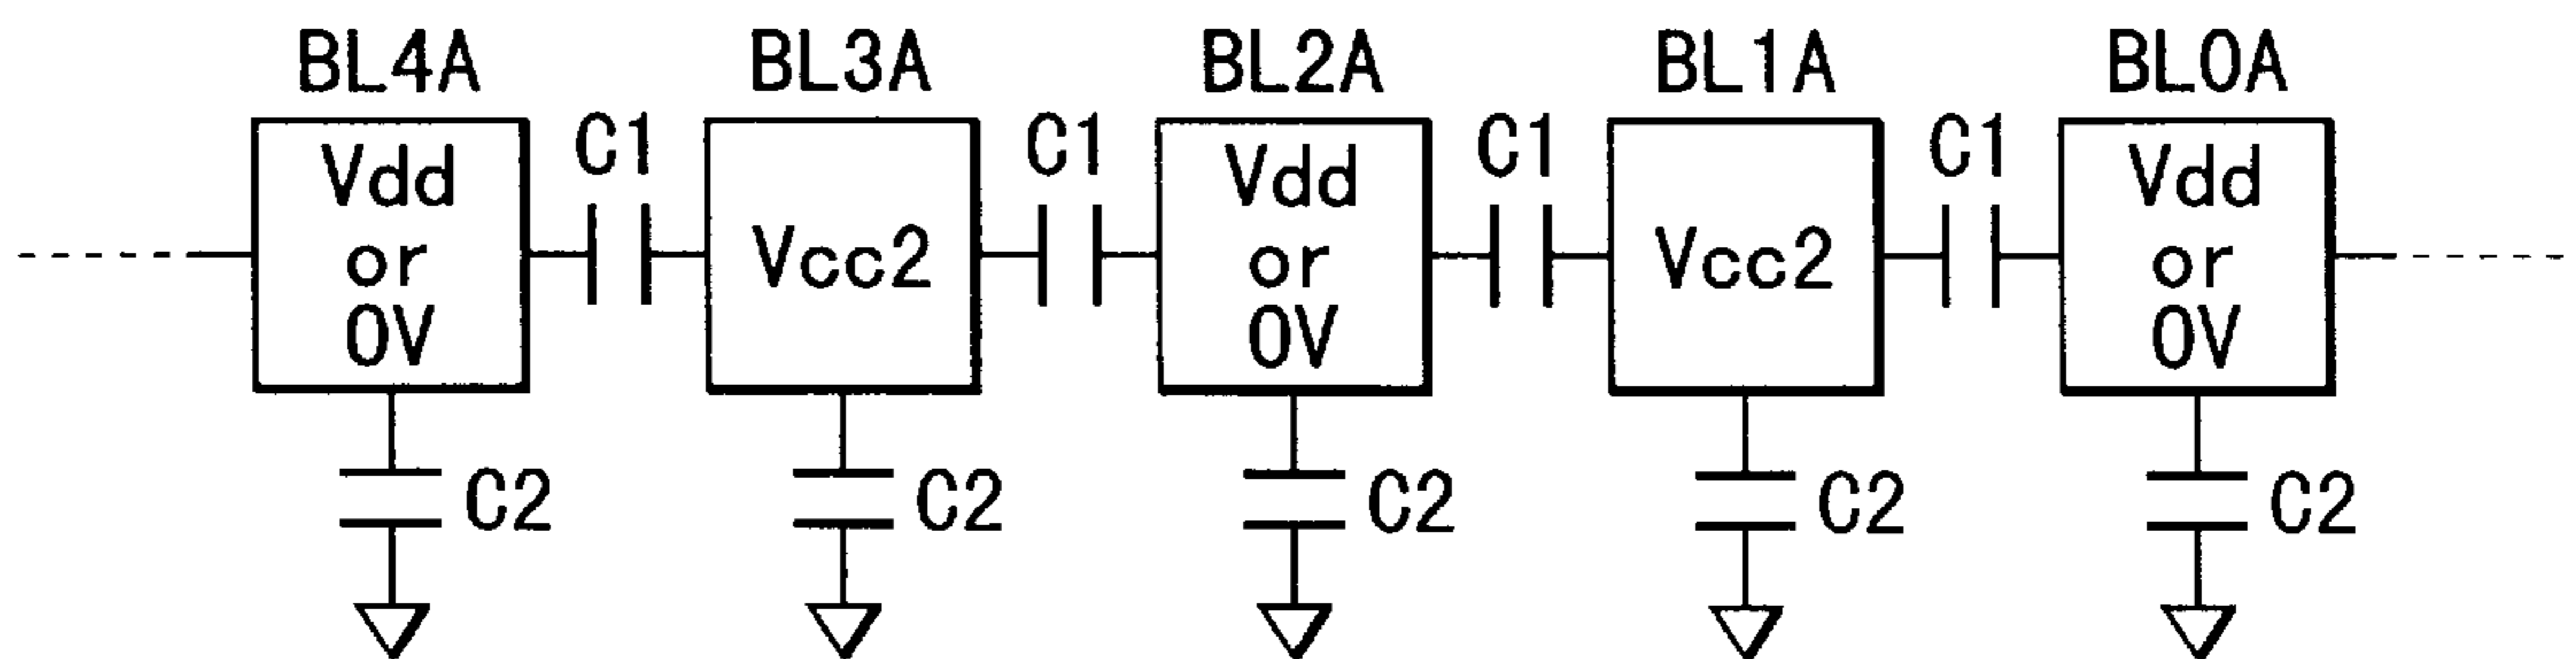 BL4A BL3A BL2A BL1A BL0A
C1 C1 C1 C1
Vdd or 0V Vcc2 Vdd or 0V Vcc2 Vdd or 0V
C2 C2 C2 C2 C2